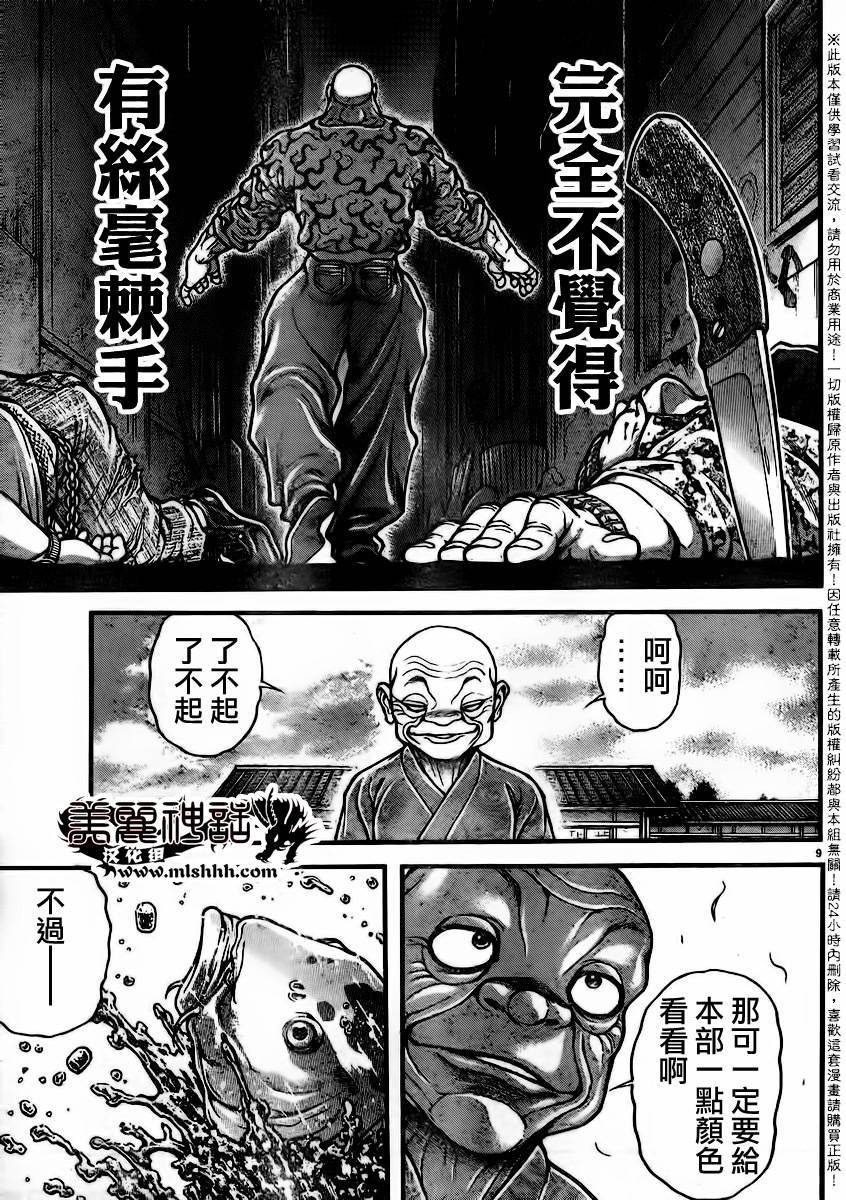 ※此版本僅供學習試看交流，請勿用於商業用途！一切版權歸原作者與出版社擁有！因任意轉載所產生的版權糾紛都與本組無關！請24小時內刪除，喜歡這套漫畫請購買正版！
完全不覺得
有絲毫棘手
呵呵
……
了不起
了不起
美麗神話
汉化组
www.mlshhh.com
9
那可一定要給
本部一點顏色
看看啊
不過——